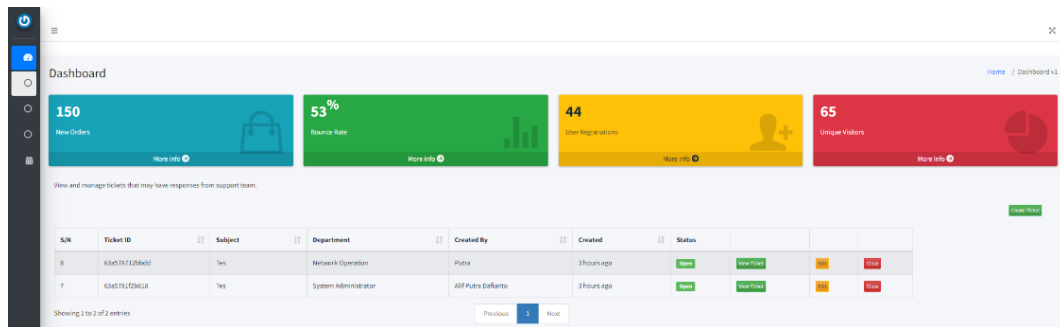 Dashboard
Home / Dashboard v1
150
New Orders
More info
53%
Bounce Rate
More info
44
User Registrations
More info
65
Unique Visitors
More info
View and manage tickets that may have responses from support team.
Create Ticket
S/N Ticket ID Subject Department Created By Created Status
Tes Network Operation Putra 3 hours ago Open View Ticket Edit Close
7 Tes System Administrator Alif Putra Dafianto 3 hours ago Open View Ticket Edit Close
Showing 1 to 2 of 2 entries
Previous 1 Next